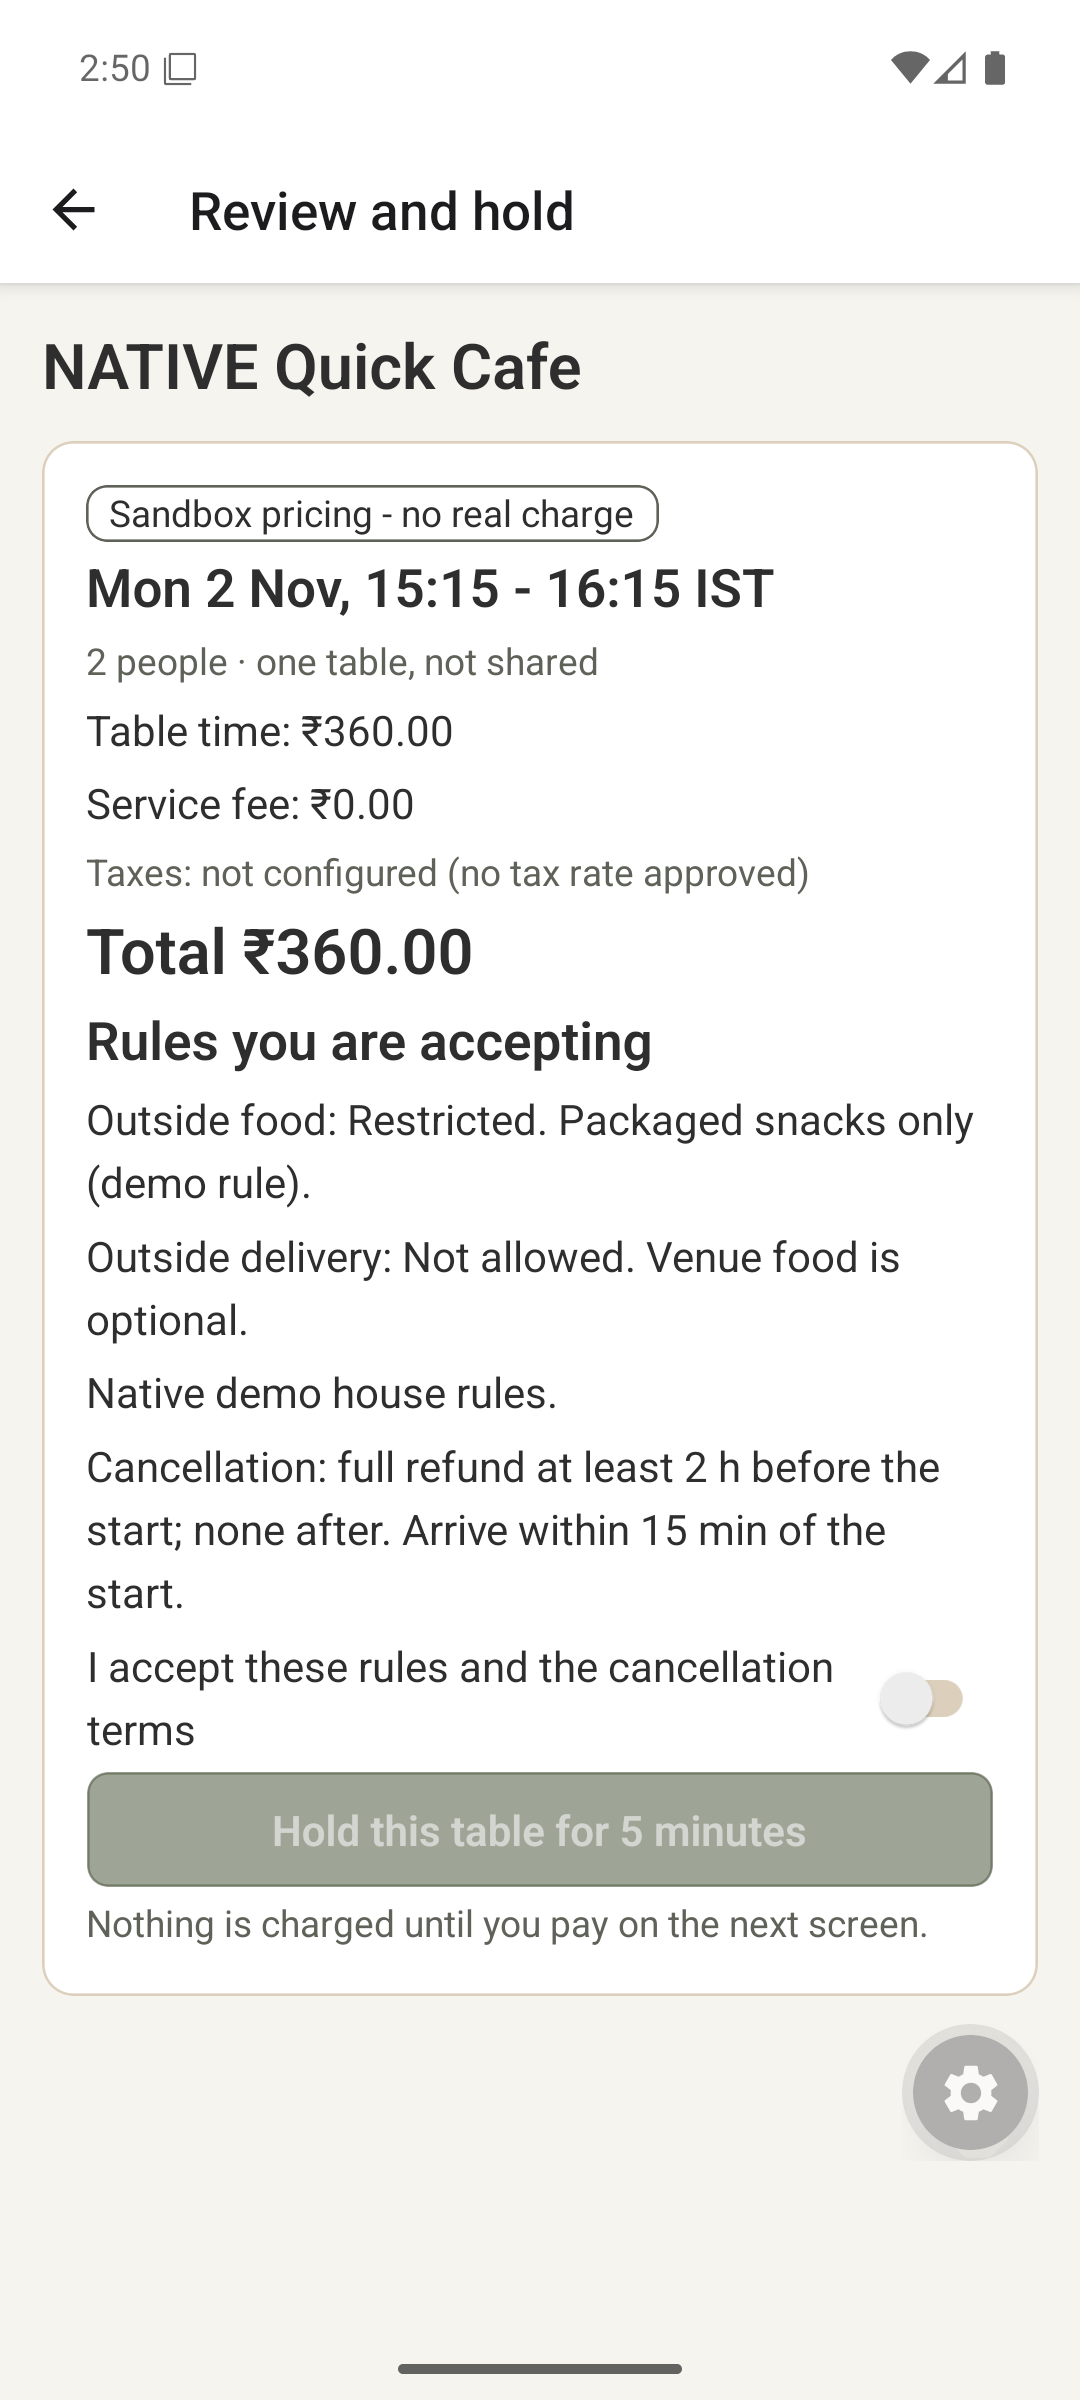 2:50
Review and hold
NATIVE Quick Cafe
Sandbox pricing - no real charge
Mon 2 Nov, 15:15 - 16:15 IST
2 people · one table, not shared
Table time: ₹360.00
Service fee: ₹0.00
Taxes: not configured (no tax rate approved)
Total ₹360.00
Rules you are accepting
Outside food: Restricted. Packaged snacks only
(demo rule).
Outside delivery: Not allowed. Venue food is
optional.
Native demo house rules.
Cancellation: full refund at least 2 h before the
start; none after. Arrive within 15 min of the
start.
I accept these rules and the cancellation
terms
Hold this table for 5 minutes
Nothing is charged until you pay on the next screen.